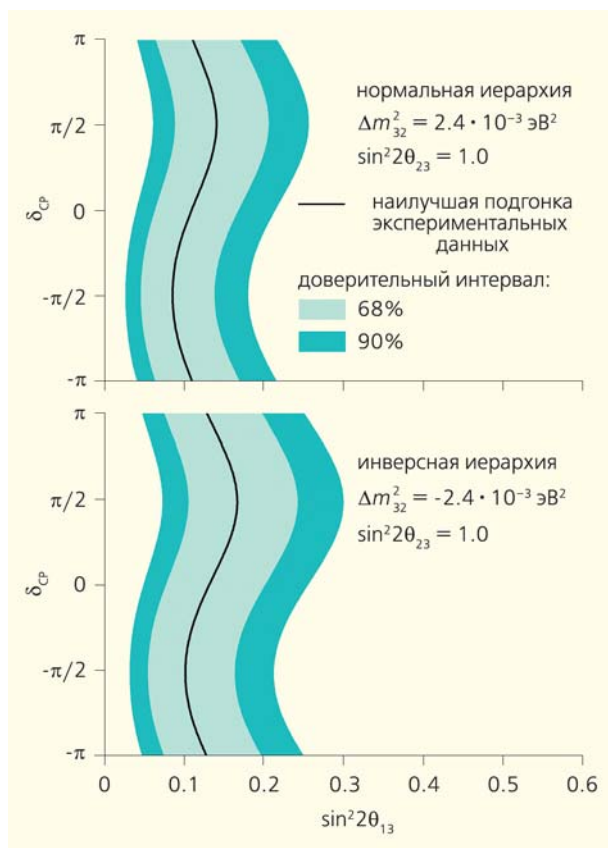 π
π/2
0
-π/2
-π
δCP
нормальная иерархия
Δm²₃₂ = 2.4 • 10⁻³ эВ²
sin²2θ₂₃ = 1.0
наилучшая подгонка
экспериментальных
данных
доверительный интервал:
68%
90%
π
π/2
0
-π/2
-π
δCP
инверсная иерархия
Δm²₃₂ = -2.4 • 10⁻³ эВ²
sin²2θ₂₃ = 1.0
0 0.1 0.2 0.3 0.4 0.5 0.6
sin²2θ₁₃